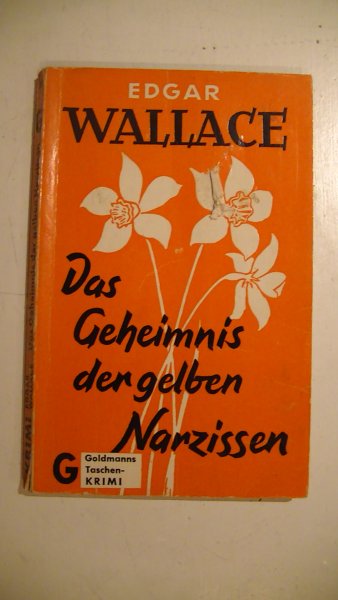 EDGAR
WALLACE
Das
Geheimnis
der gelben
Narzissen
G
Goldmanns
Taschen-
KRIMI